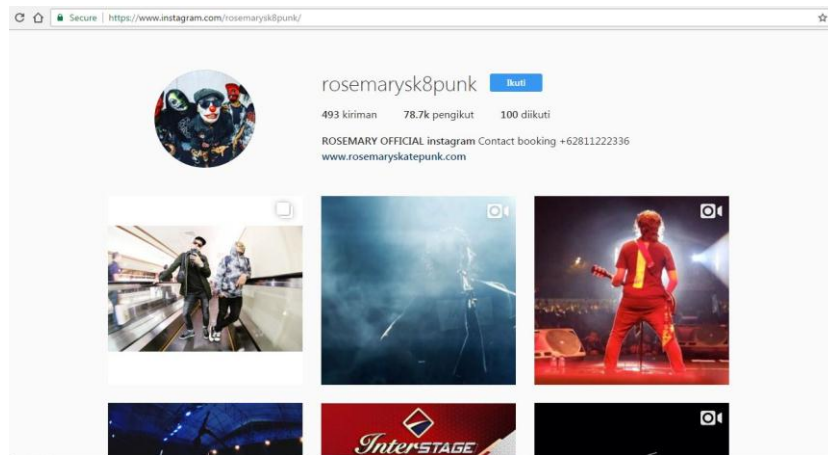 Secure | https://www.instagram.com/rosemarysk8punk/
rosemarysk8punk Ikuti
493 kiriman 78.7k pengikut 100 diikuti
ROSEMARY OFFICIAL instagram Contact booking +62811222336
www.rosemaryskatepunk.com
InterSTAGE